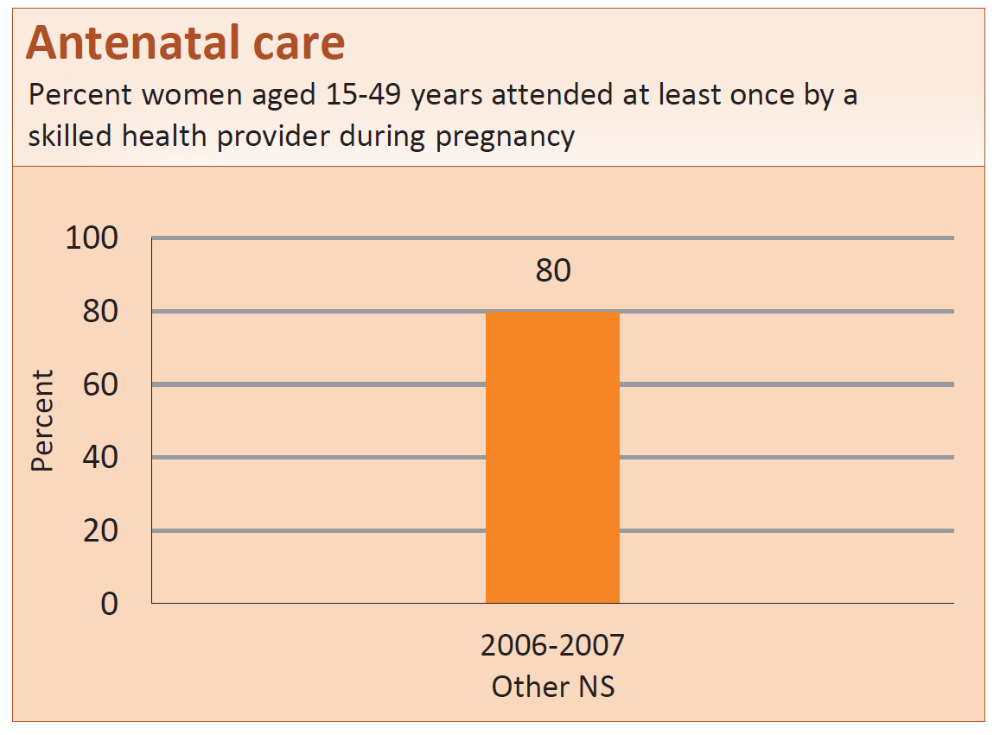 Antenatal care
Percent women aged 15-49 years attended at least once by a
skilled health provider during pregnancy
100
80
80
60
40
20
0
Percent
2006-2007
Other NS